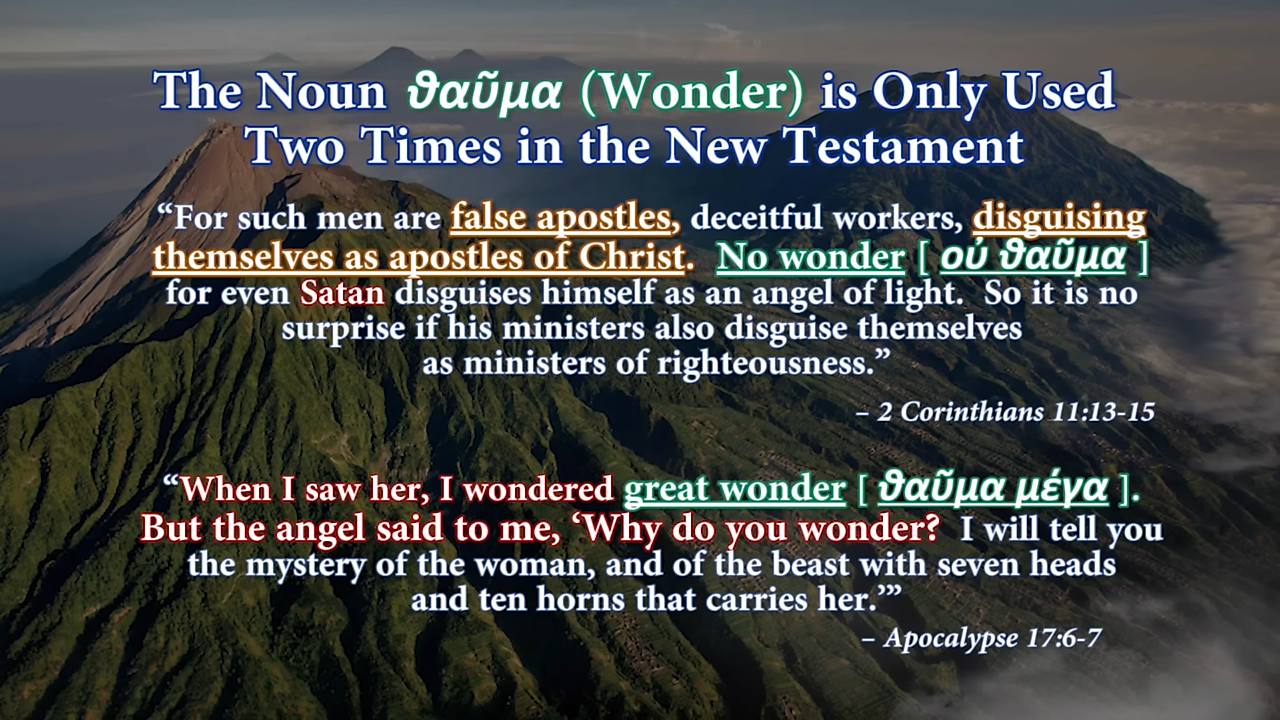 The Noun θαῦμα (Wonder) is Only Used
Two Times in the New Testament
“For such men are false apostles, deceitful workers, disguising
themselves as apostles of Christ.  No wonder [ οὐ θαῦμα ]
for even Satan disguises himself as an angel of light.  So it is no
surprise if his ministers also disguise themselves
as ministers of righteousness.”
– 2 Corinthians 11:13-15
“When I saw her, I wondered great wonder [ θαῦμα μέγα ].
But the angel said to me, ‘Why do you wonder?  I will tell you
the mystery of the woman, and of the beast with seven heads
and ten horns that carries her.’”
– Apocalypse 17:6-7